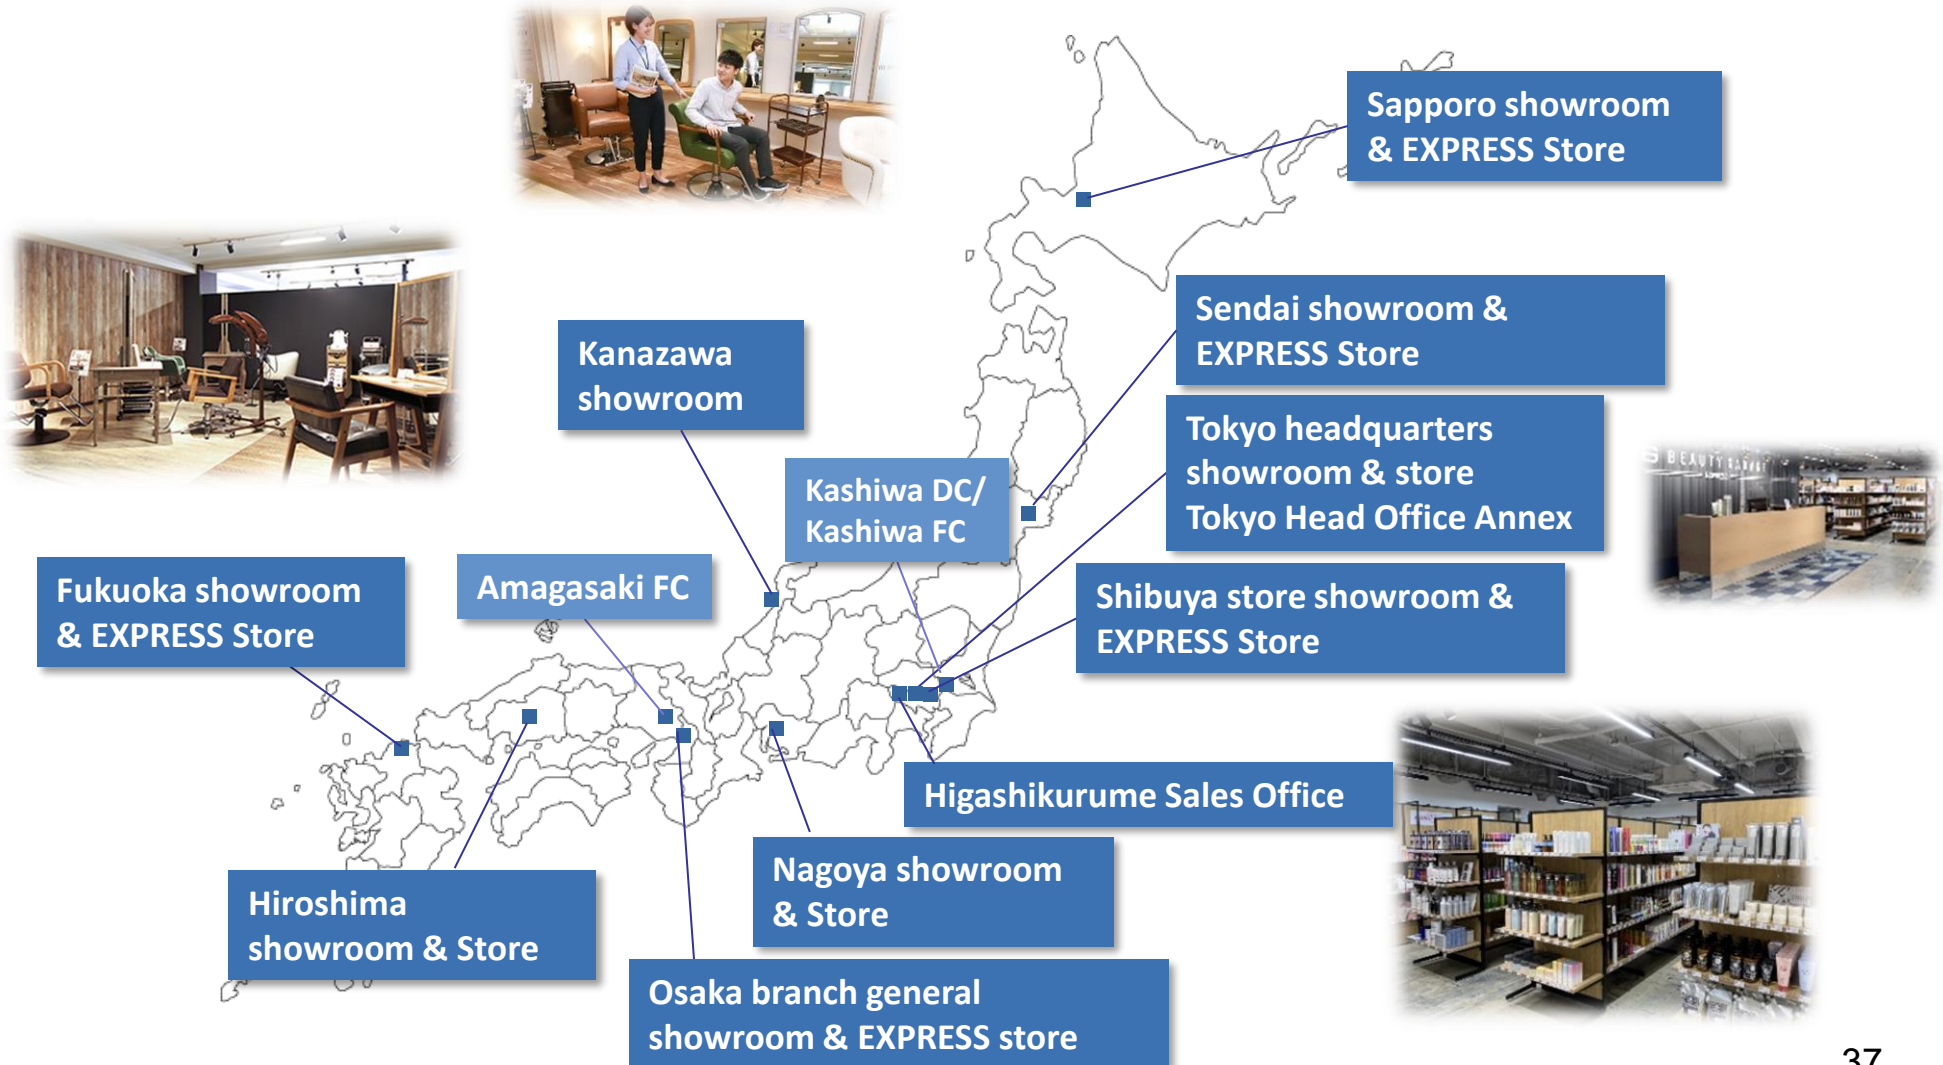 Sapporo showroom
& EXPRESS Store
Sendai showroom &
EXPRESS Store
Kanazawa
showroom
Tokyo headquarters
showroom & store
Tokyo Head Office Annex
BEAUTY GARAGE
Kashiwa DC/
Kashiwa FC
Fukuoka showroom
& EXPRESS Store
Amagasaki FC
Shibuya store showroom &
EXPRESS Store
Higashikurume Sales Office
Nagoya showroom
& Store
Hiroshima
showroom & Store
Osaka branch general
showroom & EXPRESS store
37